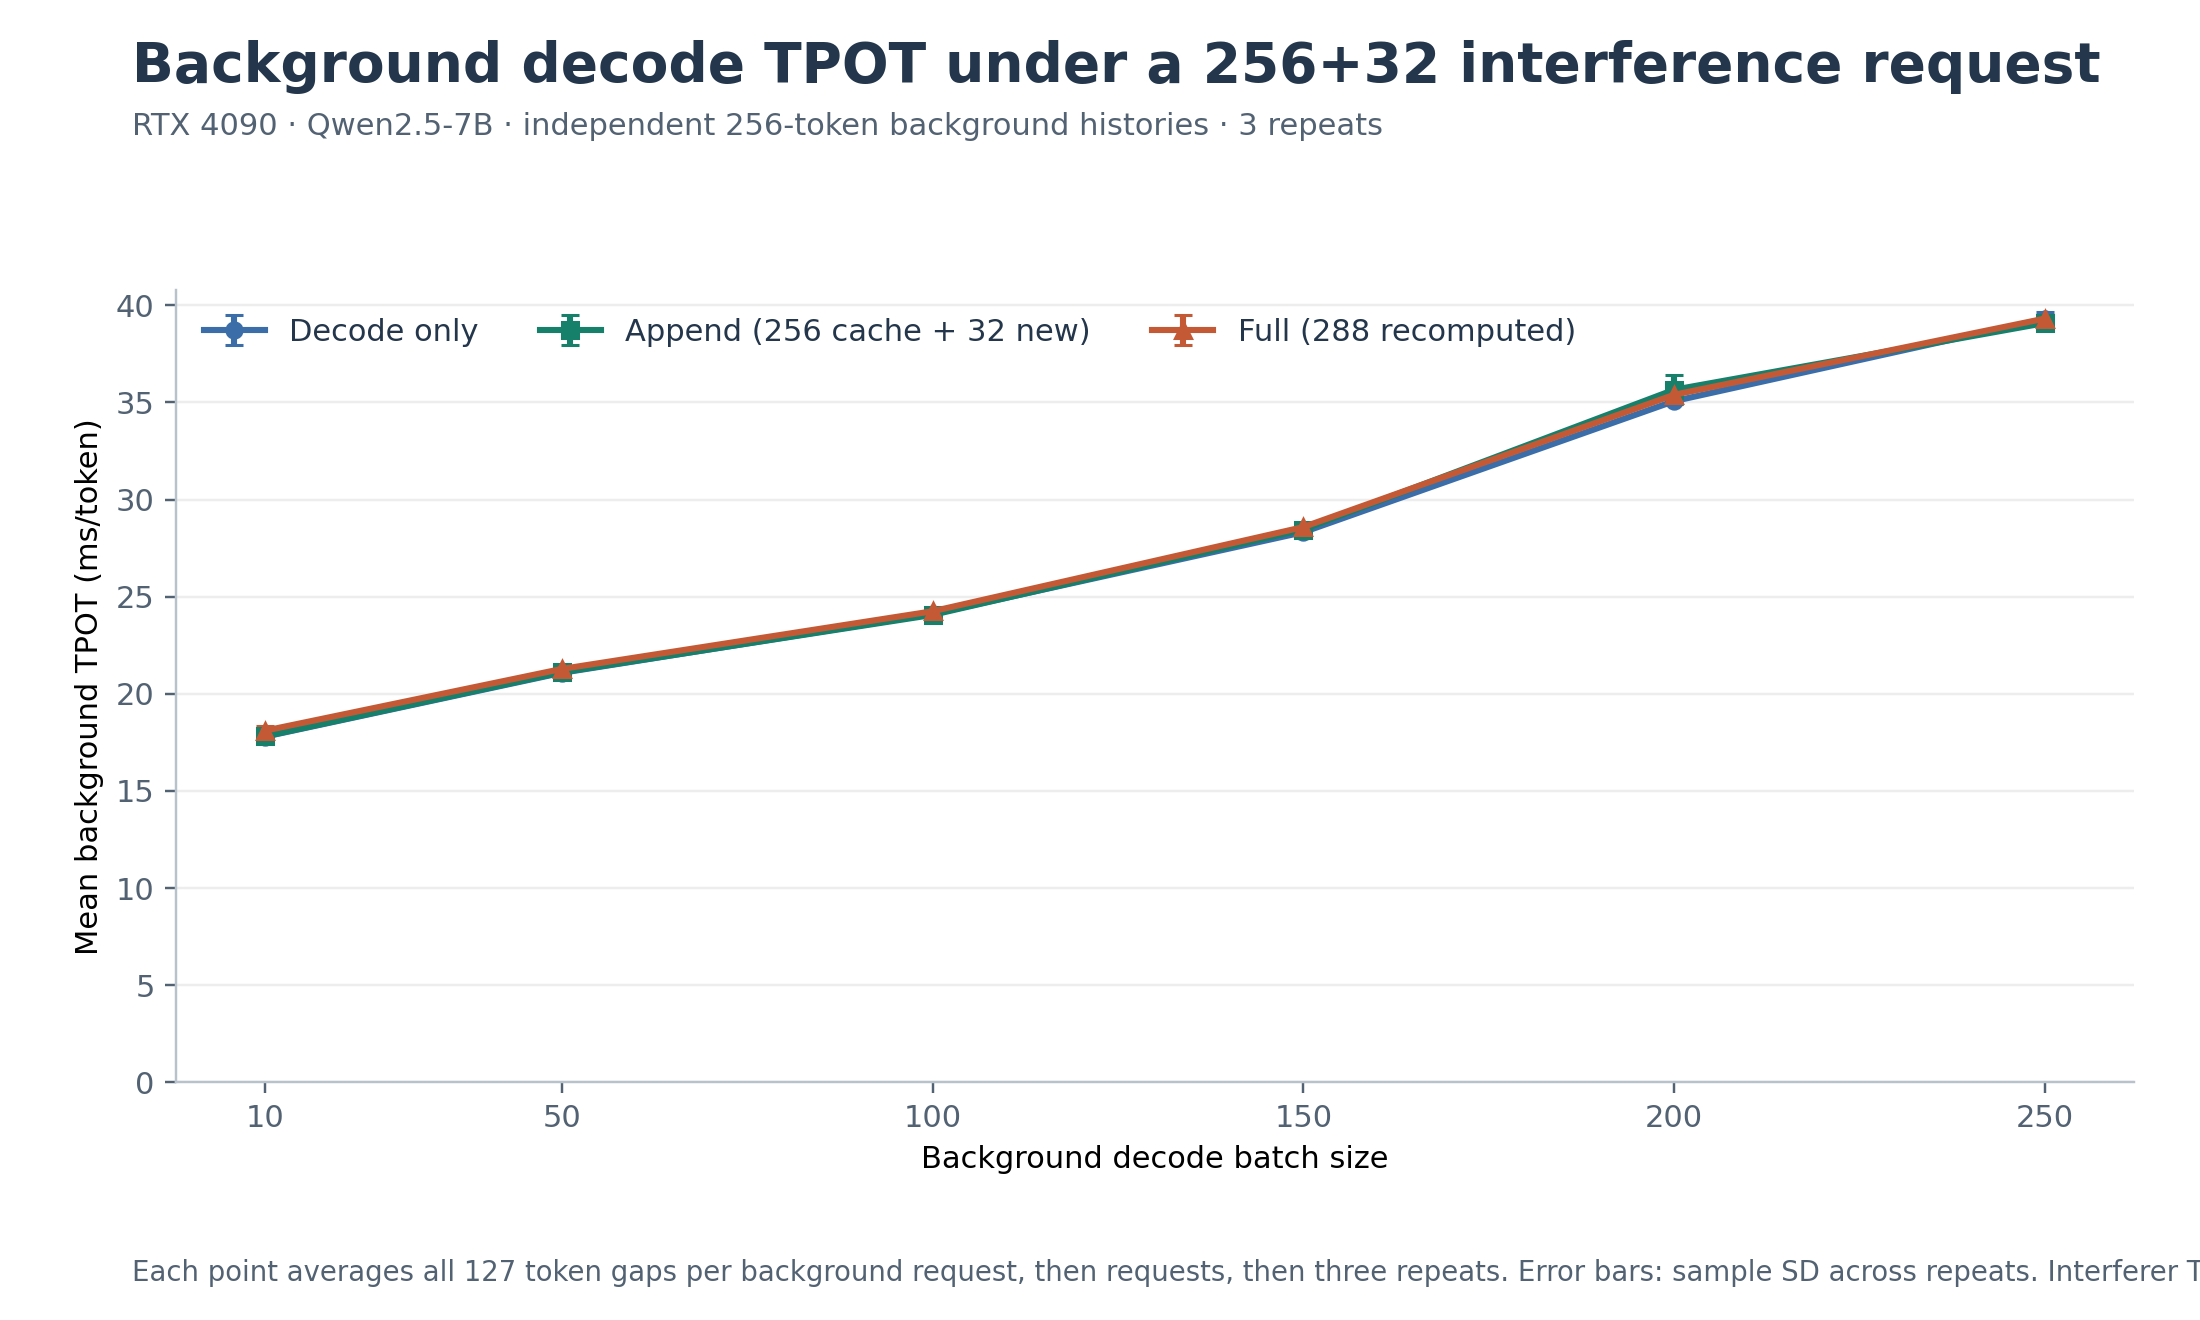 Background decode TPOT under a 256+32 interference request
RTX 4090 · Qwen2.5-7B · independent 256-token background histories · 3 repeats
Decode only
Append (256 cache + 32 new)
Full (288 recomputed)
Mean background TPOT (ms/token)
40
35
30
25
20
15
10
5
0
10 50 100 150 200 250
Background decode batch size
Each point averages all 127 token gaps per background request, then requests, then three repeats. Error bars: sample SD across repeats. Interferer T